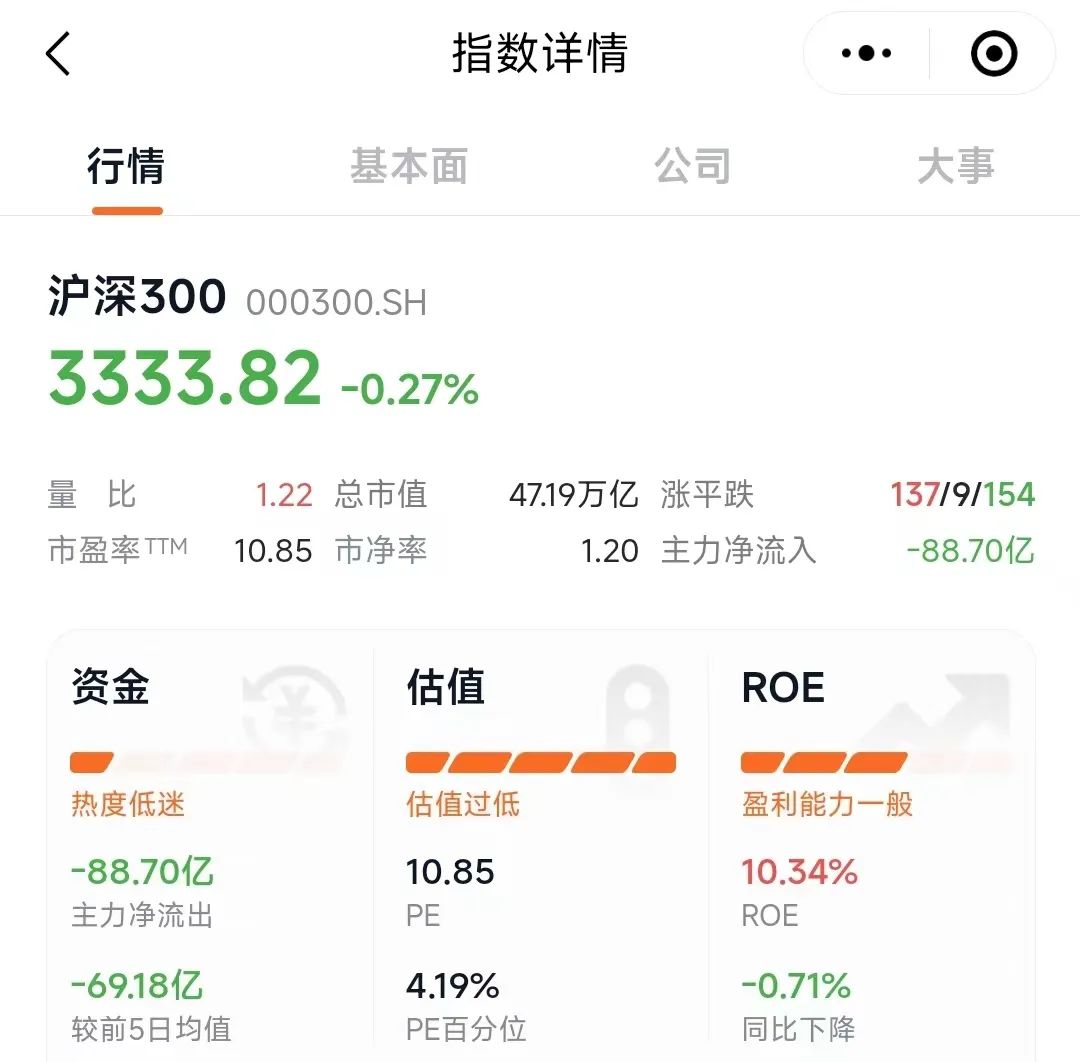 指数详情
行情 基本面 公司 大事
沪深300 000300.SH
3333.82 -0.27%
量比 1.22 总市值 47.19万亿 涨平跌 137/9/154
市盈率TTM 10.85 市净率 1.20 主力净流入 -88.70亿
资金 估值 ROE
热度低迷 估值过低 盈利能力一般
-88.70亿 10.85 10.34%
主力净流出 PE ROE
-69.18亿 4.19% -0.71%
较前5日均值 PE百分位 同比下降